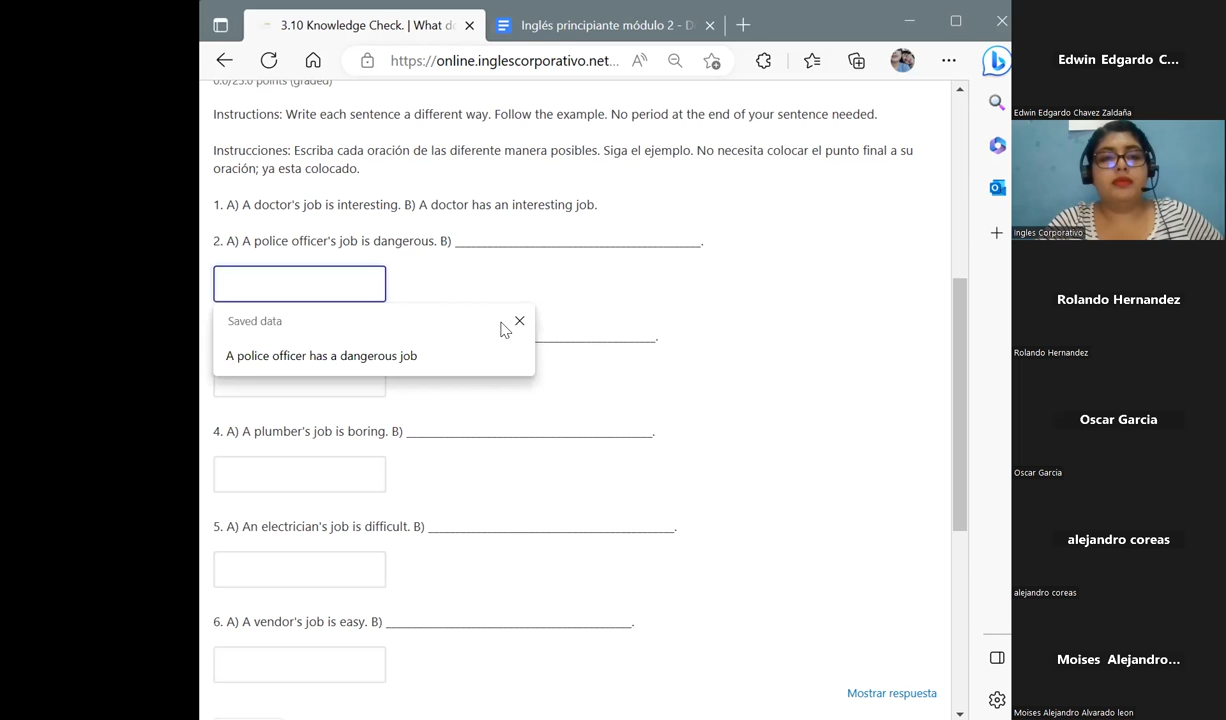 3.10 Knowledge Check. | What do
Inglés principiante módulo 2 - D
https://online.inglescorporativo.net...
0.0/25.0 points (graded)
Instructions: Write each sentence a different way. Follow the example. No period at the end of your sentence needed.
Instrucciones: Escriba cada oración de las diferente manera posibles. Siga el ejemplo. No necesita colocar el punto final a su
oración; ya esta colocado.
1. A) A doctor's job is interesting. B) A doctor has an interesting job.
2. A) A police officer's job is dangerous. B) ________________________________________.
Saved data
A police officer has a dangerous job
____________________.
4. A) A plumber's job is boring. B) ________________________________________.
5. A) An electrician's job is difficult. B) ________________________________________.
6. A) A vendor's job is easy. B) ________________________________________.
Mostrar respuesta
Edwin Edgardo C...
Edwin Edgardo Chavez Zaldaña
Ingles Corporativo
Rolando Hernandez
Rolando Hernandez
Oscar Garcia
Oscar Garcia
alejandro coreas
alejandro coreas
Moises Alejandro...
Moises Alejandro Alvarado leon